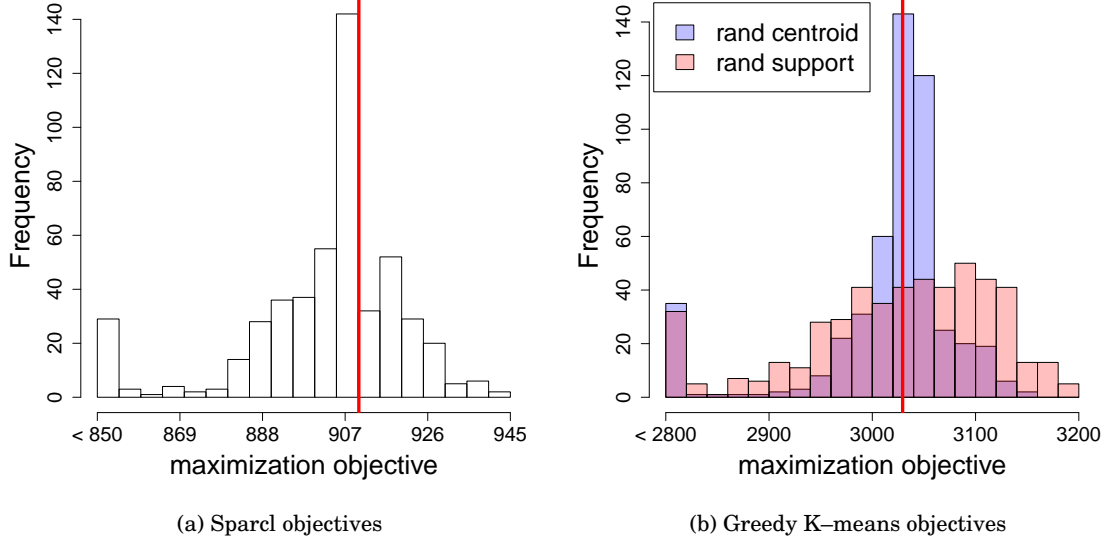 Frequency
140
120
100
80
60
40
20
0
< 850 869 888 907 926 945
maximization objective
(a) Sparcl objectives
rand centroid
rand support
Frequency
140
120
100
80
60
40
20
0
< 2800 2900 3000 3100 3200
maximization objective
(b) Greedy K–means objectives